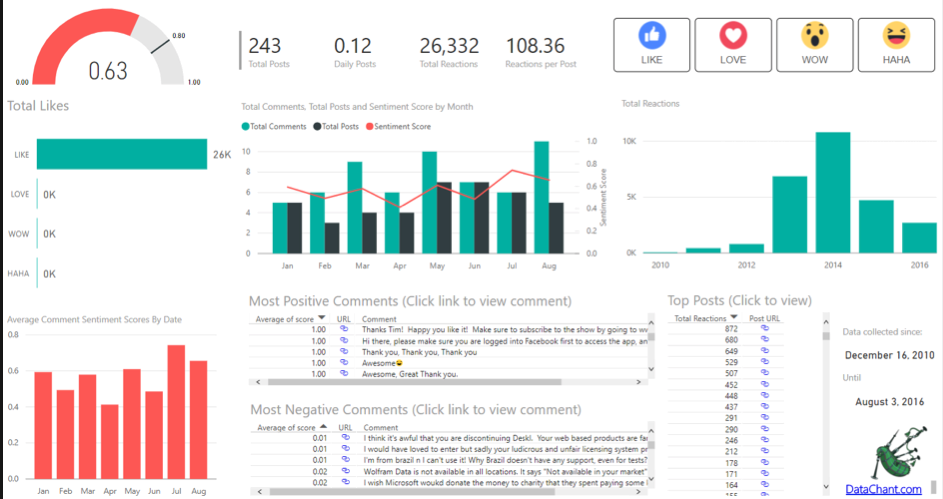 0.80
0.00
0.63
1.00
243
Total Posts
0.12
Daily Posts
26,332
Total Reactions
108.36
Reactions per Post
LIKE
LOVE
WOW
HAHA
Total Likes
LIKE
26K
LOVE
0K
WOW
0K
HAHA
0K
Total Comments, Total Posts and Sentiment Score by Month
Total Comments Total Posts Sentiment Score
10
8
6
4
2
0
1.0
0.8
0.6
0.4
0.2
0.0
Sentiment Score
Jan Feb Mar Apr May Jun Jul Aug
Total Reactions
10K
5K
0K
2010 2012 2014 2016
Average Comment Sentiment Scores By Date
0.8
0.6
0.4
0.2
0.0
Jan Feb Mar Apr May Jun Jul Aug
Most Positive Comments (Click link to view comment)
Average of score URL Comment
1.00 Thanks Tim! Happy you like it! Make sure to subscribe to the show by going to
1.00 Hi there, please make sure you are logged into Facebook first to access the app, an
1.00 Thank you, Thank you, Thank you
1.00 Awesome😄
1.00 Awesome, Great Thank you.
Most Negative Comments (Click link to view comment)
Average of score URL Comment
0.01 I think it's awful that you are discontinuing Deskl. Your web based products are
0.01 I would have loved to enter but sadly your ludicrous and unfair licensing system
0.01 I'm from brazil n I can't use it! Why Brazil doesn't have any support, even for tests?
0.02 Wolfram Data is not available in all locations. It says "Not available in your market"
0.02 I wish Microsoft woukd donate the money to charity that they spent paying some
Top Posts (Click to view)
Total Reactions Post URL
872
680
649
529
507
452
448
437
291
290
246
212
178
171
164
Data collected since:
December 16, 2010
Until
August 3, 2016
DataChant.com